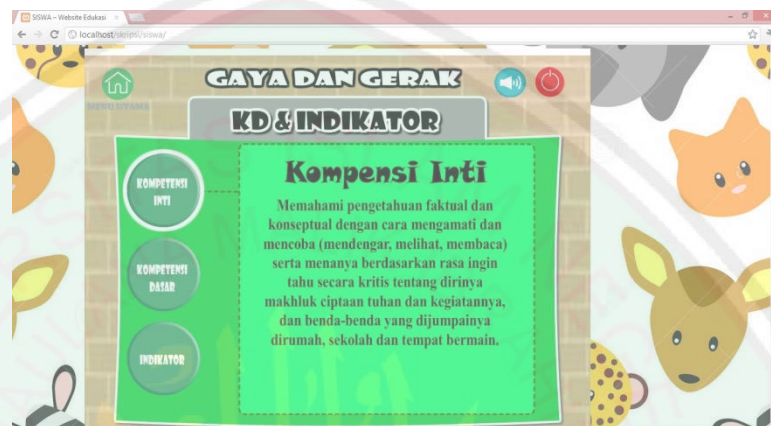 SISWA – Website Edukasi
localhost/skripsi/siswa/
GAYA DAN GERAK
MENU UTAMA
KD & INDIKATOR
KOMPETENSI
INTI
KOMPETENSI
DASAR
INDIKATOR
Kompensi Inti
Memahami pengetahuan faktual dan
konseptual dengan cara mengamati dan
mencoba (mendengar, melihat, membaca)
serta menanya berdasarkan rasa ingin
tahu secara kritis tentang dirinya
makhluk ciptaan tuhan dan kegiatannya,
dan benda-benda yang dijumpainya
dirumah, sekolah dan tempat bermain.